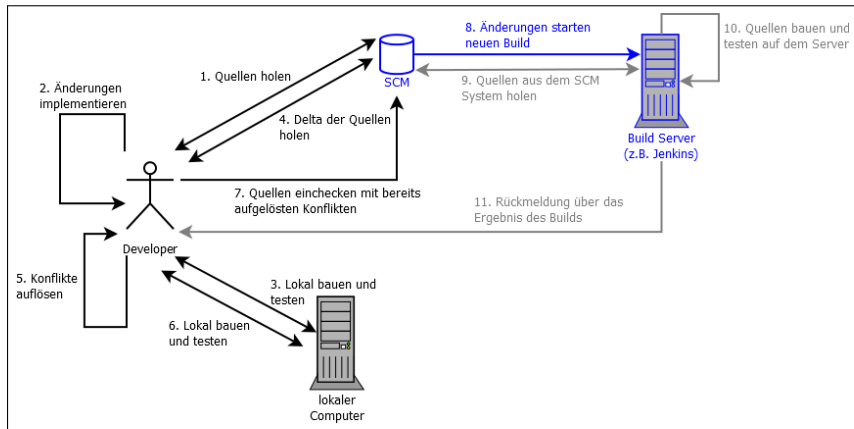 8. Änderungen starten
neuen Build
10. Quellen bauen und
testen auf dem Server
1. Quellen holen
SCM
9. Quellen aus dem SCM
System holen
2. Änderungen
implementieren
4. Delta der Quellen
holen
Build Server
(z.B. Jenkins)
7. Quellen einchecken mit bereits
aufgelösten Konflikten
11. Rückmeldung über das
Ergebnis des Builds
Developer
5. Konflikte
auflösen
3. Lokal bauen und
testen
6. Lokal bauen
und testen
lokaler
Computer